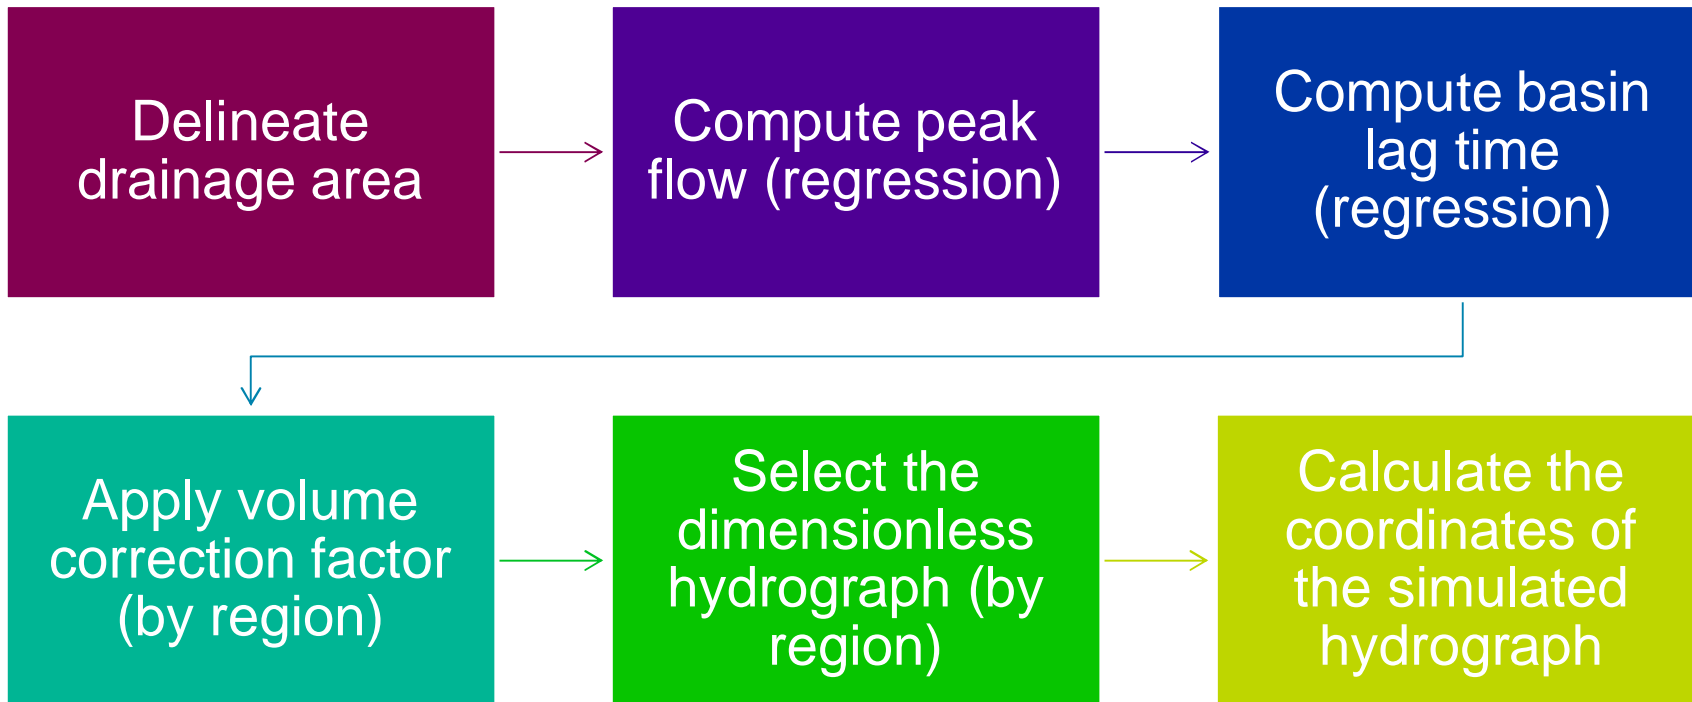 Delineate
drainage area
Compute peak
flow (regression)
Compute basin
lag time
(regression)
Apply volume
correction factor
(by region)
Select the
dimensionless
hydrograph (by
region)
Calculate the
coordinates of
the simulated
hydrograph